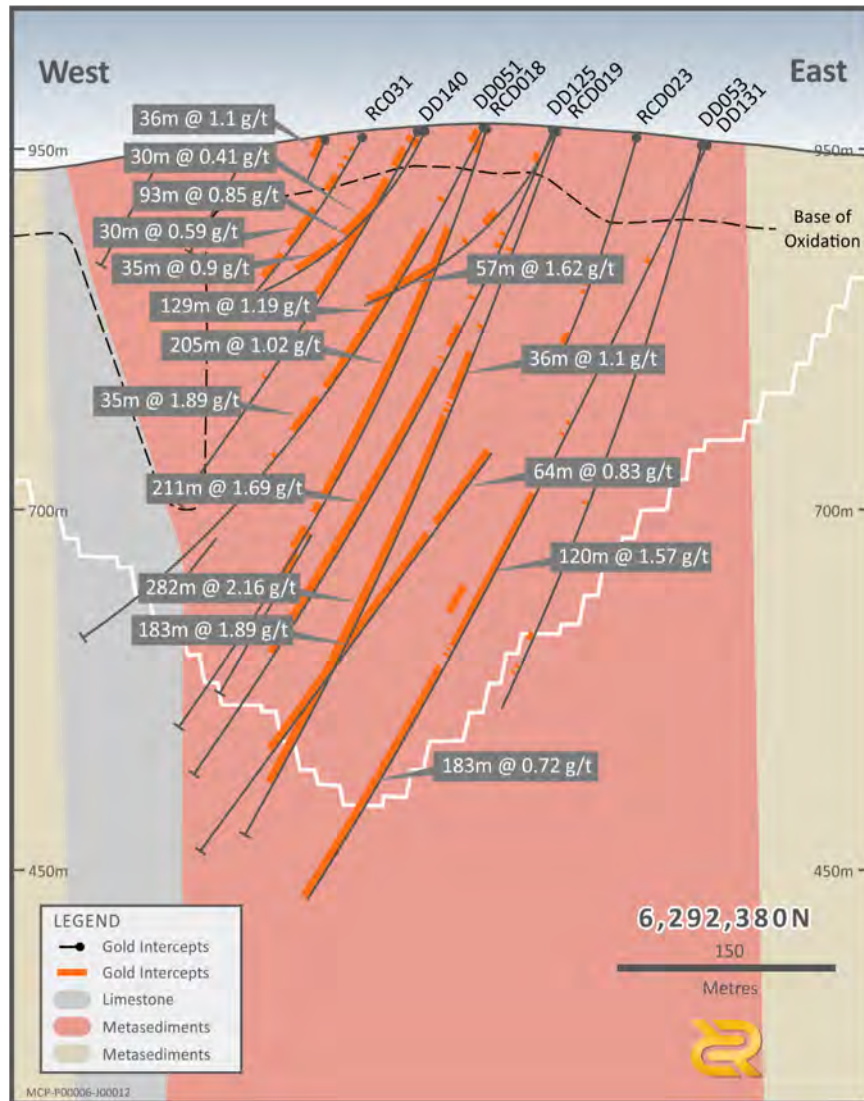 West
East
RC031
DD140
DD051
RCD018
DD125
RCD019
RCD023
DD053
DD131
36m @ 1.1 g/t
950m
950m
30m @ 0.41 g/t
93m @ 0.85 g/t
Base of
Oxidation
30m @ 0.59 g/t
35m @ 0.9 g/t
57m @ 1.62 g/t
129m @ 1.19 g/t
205m @ 1.02 g/t
36m @ 1.1 g/t
35m @ 1.89 g/t
64m @ 0.83 g/t
211m @ 1.69 g/t
700m
700m
120m @ 1.57 g/t
282m @ 2.16 g/t
183m @ 1.89 g/t
183m @ 0.72 g/t
450m
450m
LEGEND
Gold Intercepts
Gold Intercepts
Limestone
Metasediments
Metasediments
6,292,380N
150
Metres
MCP-P00006-J00012